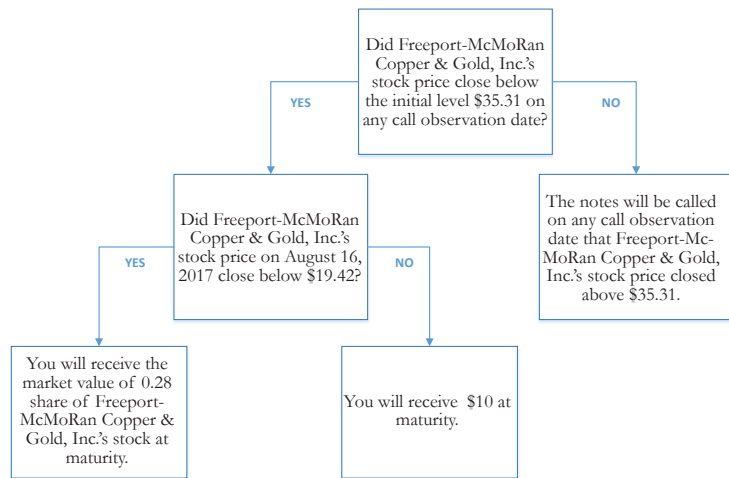 Did Freeport-McMoRan
Copper & Gold, Inc.'s
stock price close below
the initial level $35.31 on
any call observation date?
YES
NO
Did Freeport-McMoRan
Copper & Gold, Inc.'s
stock price on August 16,
2017 close below $19.42?
The notes will be called
on any call observation
date that Freeport-Mc-
MoRan Copper & Gold,
Inc.'s stock price closed
above $35.31.
YES
NO
You will receive the
market value of 0.28
share of Freeport-
McMoRan Copper &
Gold, Inc.'s stock at
maturity.
You will receive $10 at
maturity.